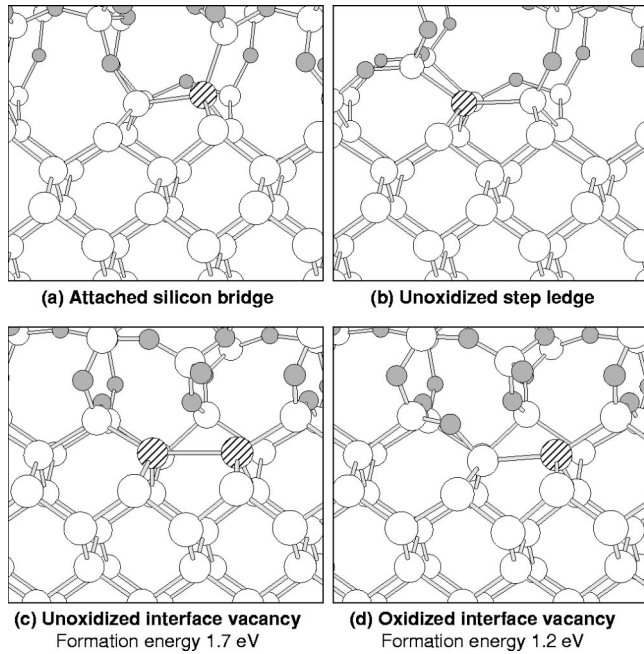 (a) Attached silicon bridge
(b) Unoxidized step ledge
(c) Unoxidized interface vacancy
Formation energy 1.7 eV
(d) Oxidized interface vacancy
Formation energy 1.2 eV